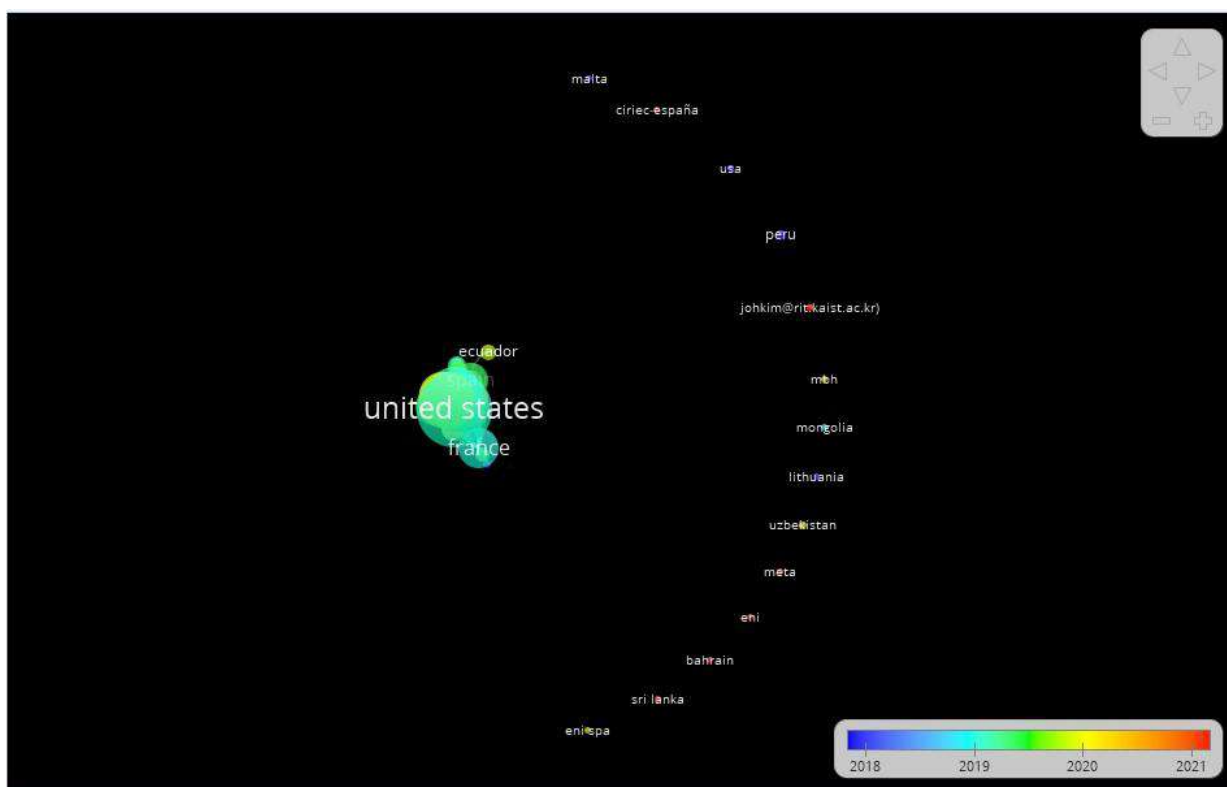 malta
ciriec-españa
usa
peru
johkim@rit.kaist.ac.kr)
ecuador
spain
moh
united states
mongolia
france
lithuania
uzbekistan
meta
eni
bahrain
sri lanka
eni spa
2018 2019 2020 2021